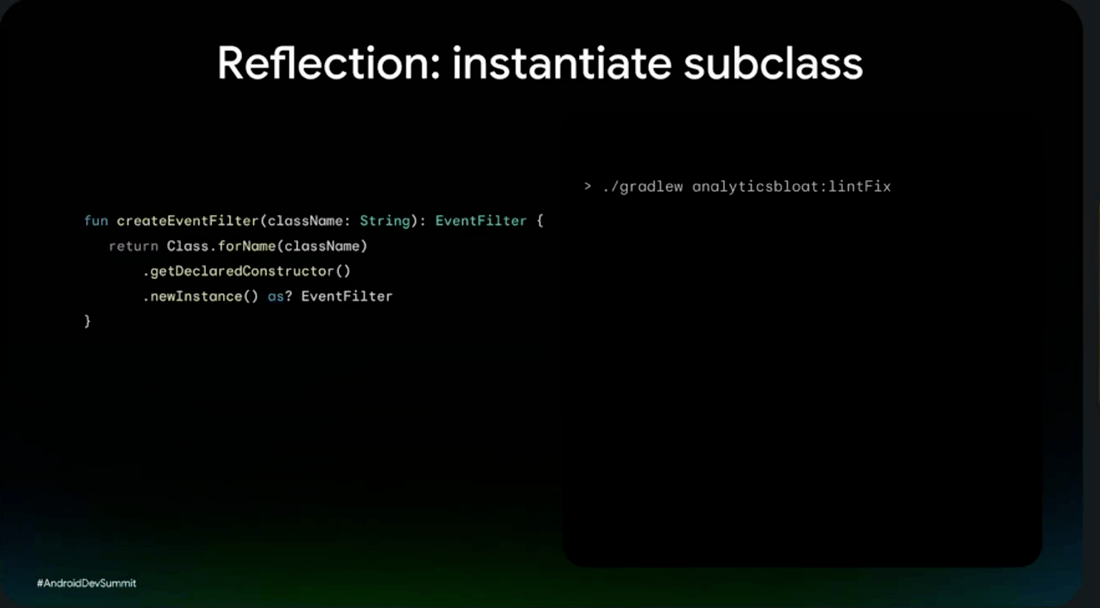 Reflection: instantiate subclass
fun createEventFilter(className: String): EventFilter {
return Class.forName(className)
.getDeclaredConstructor()
.newInstance() as? EventFilter
}
> ./gradlew analyticsbloat:lintFix
#AndroidDevSummit